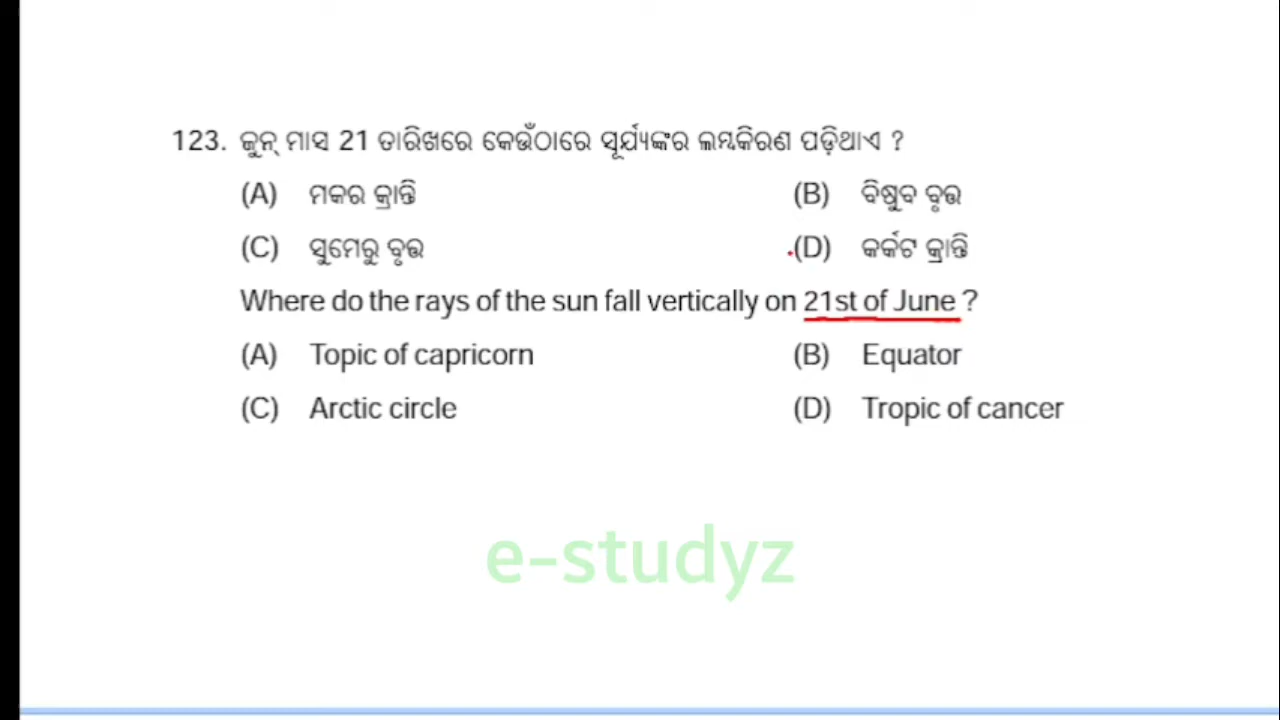 123. ଜୁନ୍ ମାସ 21 ତାରିଖରେ କେଉଁଠାରେ ସୂର୍ଯ୍ୟଙ୍କର ଲମ୍ବକିରଣ ପଡ଼ିଥାଏ ?
(A) ମକର କ୍ରାନ୍ତି (B) ବିଷୁବ ବୃତ୍ତ
(C) ସୁମେରୁ ବୃତ୍ତ (D) କର୍କଟ କ୍ରାନ୍ତି
Where do the rays of the sun fall vertically on 21st of June ?
(A) Topic of capricorn (B) Equator
(C) Arctic circle (D) Tropic of cancer
e-studyz